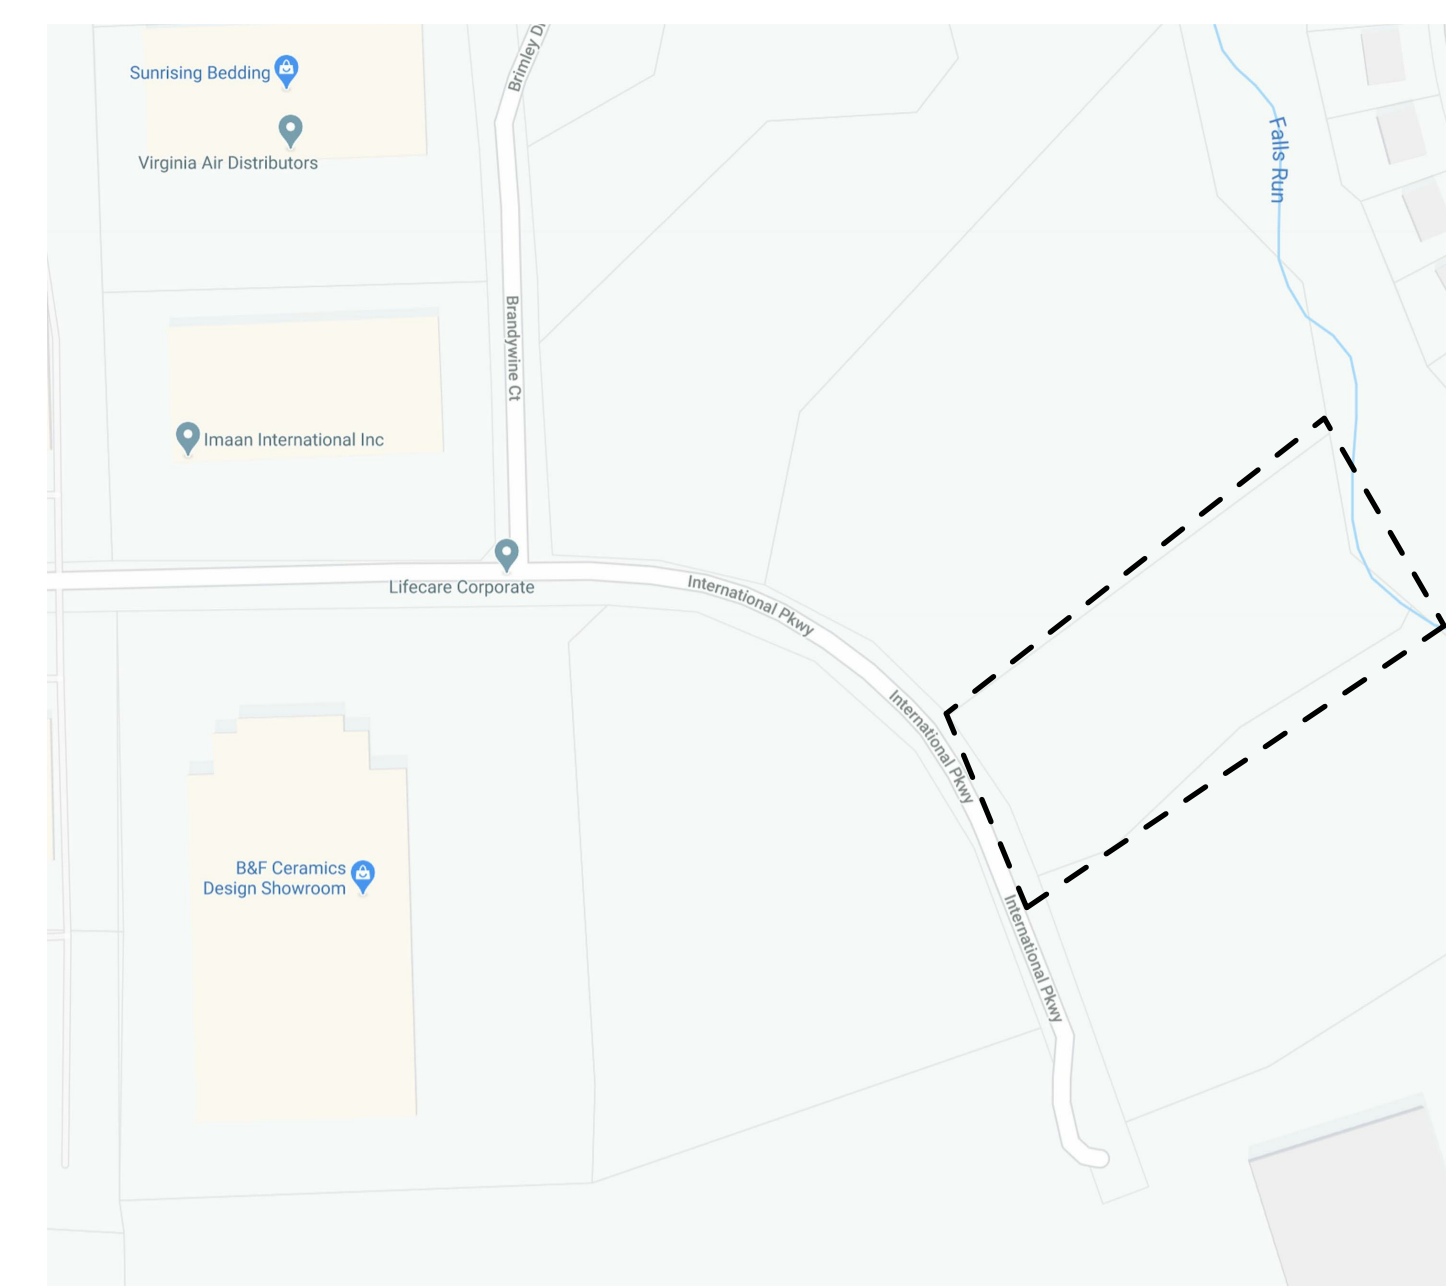 Brimley D
Sunrising Bedding
Virginia Air Distributors
Falls Run
Brandywine Ct
Imaan International Inc
Lifecare Corporate
International Pkwy
International Pkwy
B&F Ceramics
Design Showroom
International Pkwy